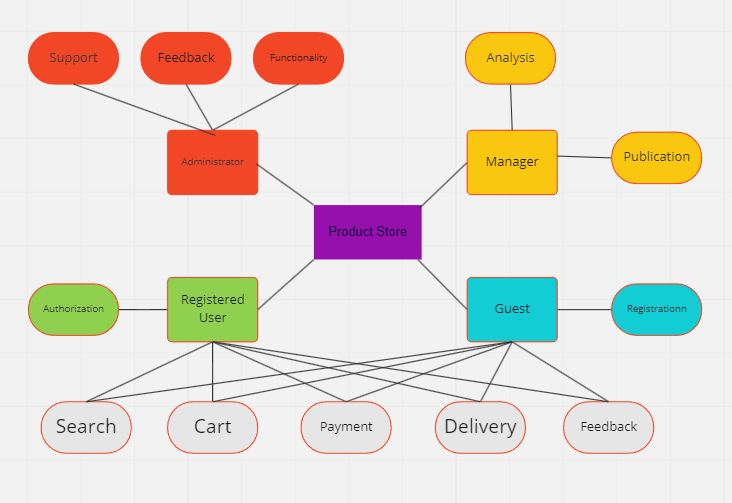 Support
Feedback
Functionality
Analysis
Administrator
Manager
Publication
Product Store
Authorization
Registered
User
Guest
Registrationn
Search
Cart
Payment
Delivery
Feedback